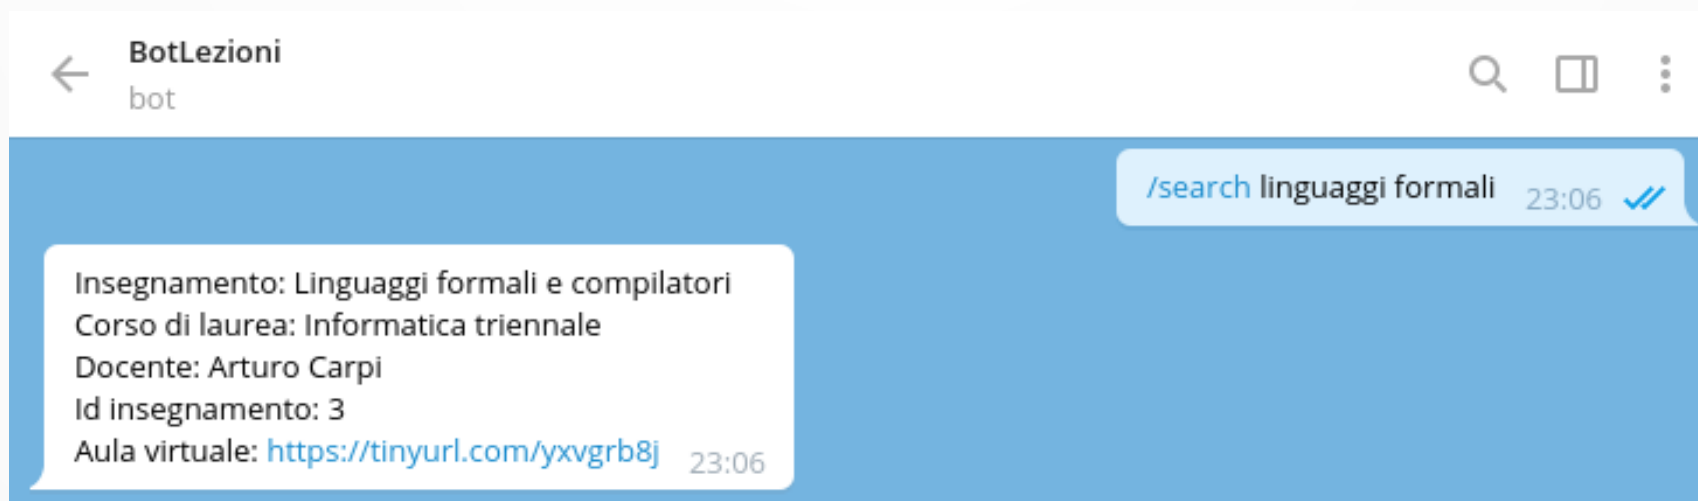 BotLezioni
bot
/search linguaggi formali 23:06
Insegnamento: Linguaggi formali e compilatori
Corso di laurea: Informatica triennale
Docente: Arturo Carpi
Id insegnamento: 3
Aula virtuale: https://tinyurl.com/yxvgrb8j 23:06